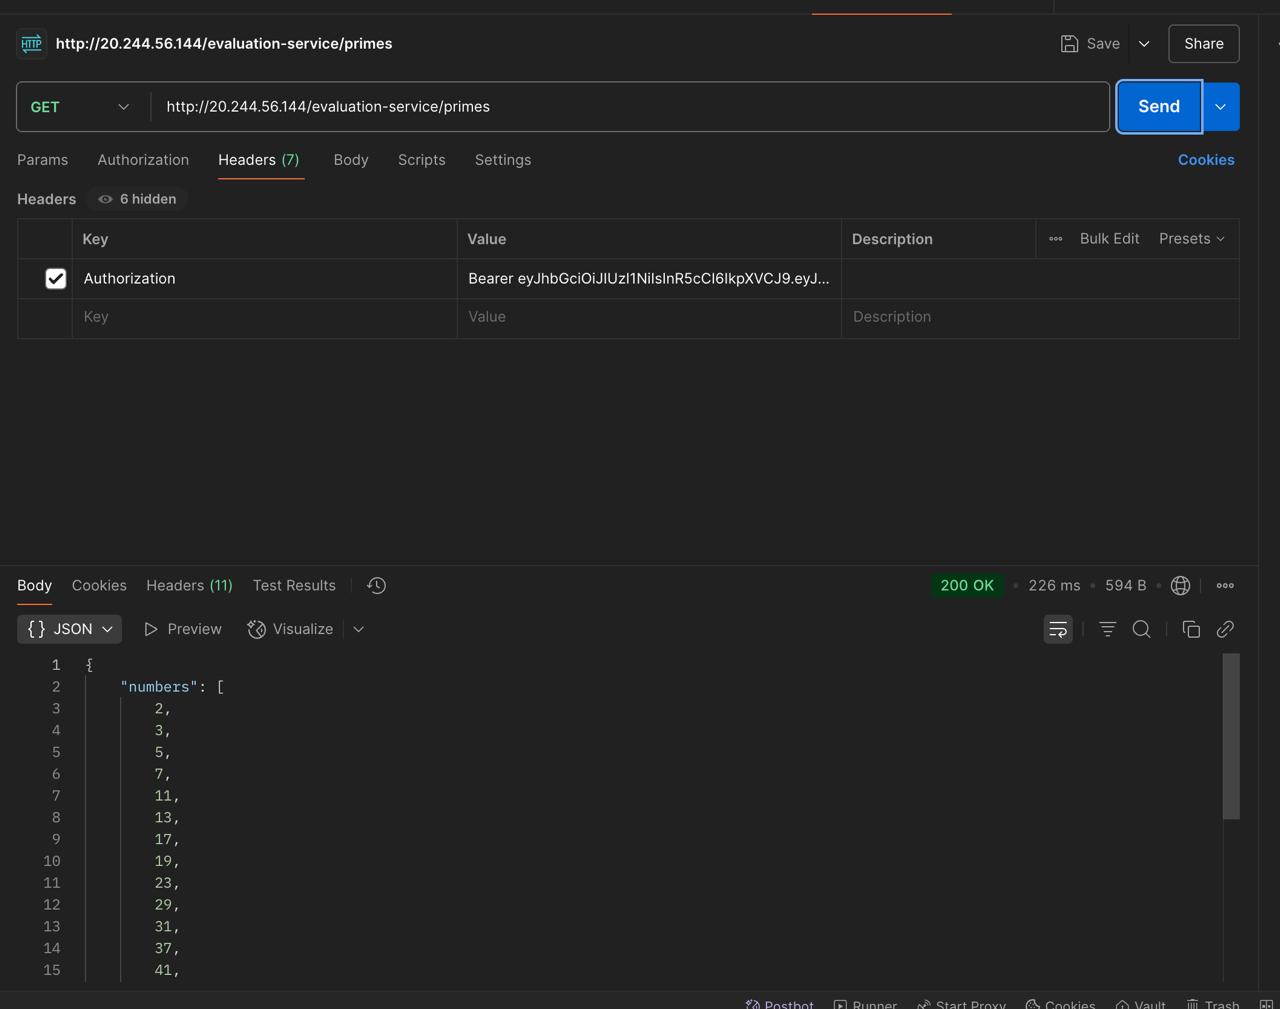 HTTP http://20.244.56.144/evaluation-service/primes Save Share
GET http://20.244.56.144/evaluation-service/primes Send
Params Authorization Headers (7) Body Scripts Settings Cookies
Headers 6 hidden
Key Value Description Bulk Edit Presets
Authorization Bearer eyJhbGciOiJIUzI1NiIsInR5cCI6IkpXVCJ9.eyJ...
Key Value Description
Body Cookies Headers (11) Test Results 200 OK • 226 ms • 594 B •
{} JSON Preview Visualize
1 {
2 "numbers": [
3 2,
4 3,
5 5,
6 7,
7 11,
8 13,
9 17,
10 19,
11 23,
12 29,
13 31,
14 37,
15 41,
Postbot Runner Start Proxy Cookies Vault Trash